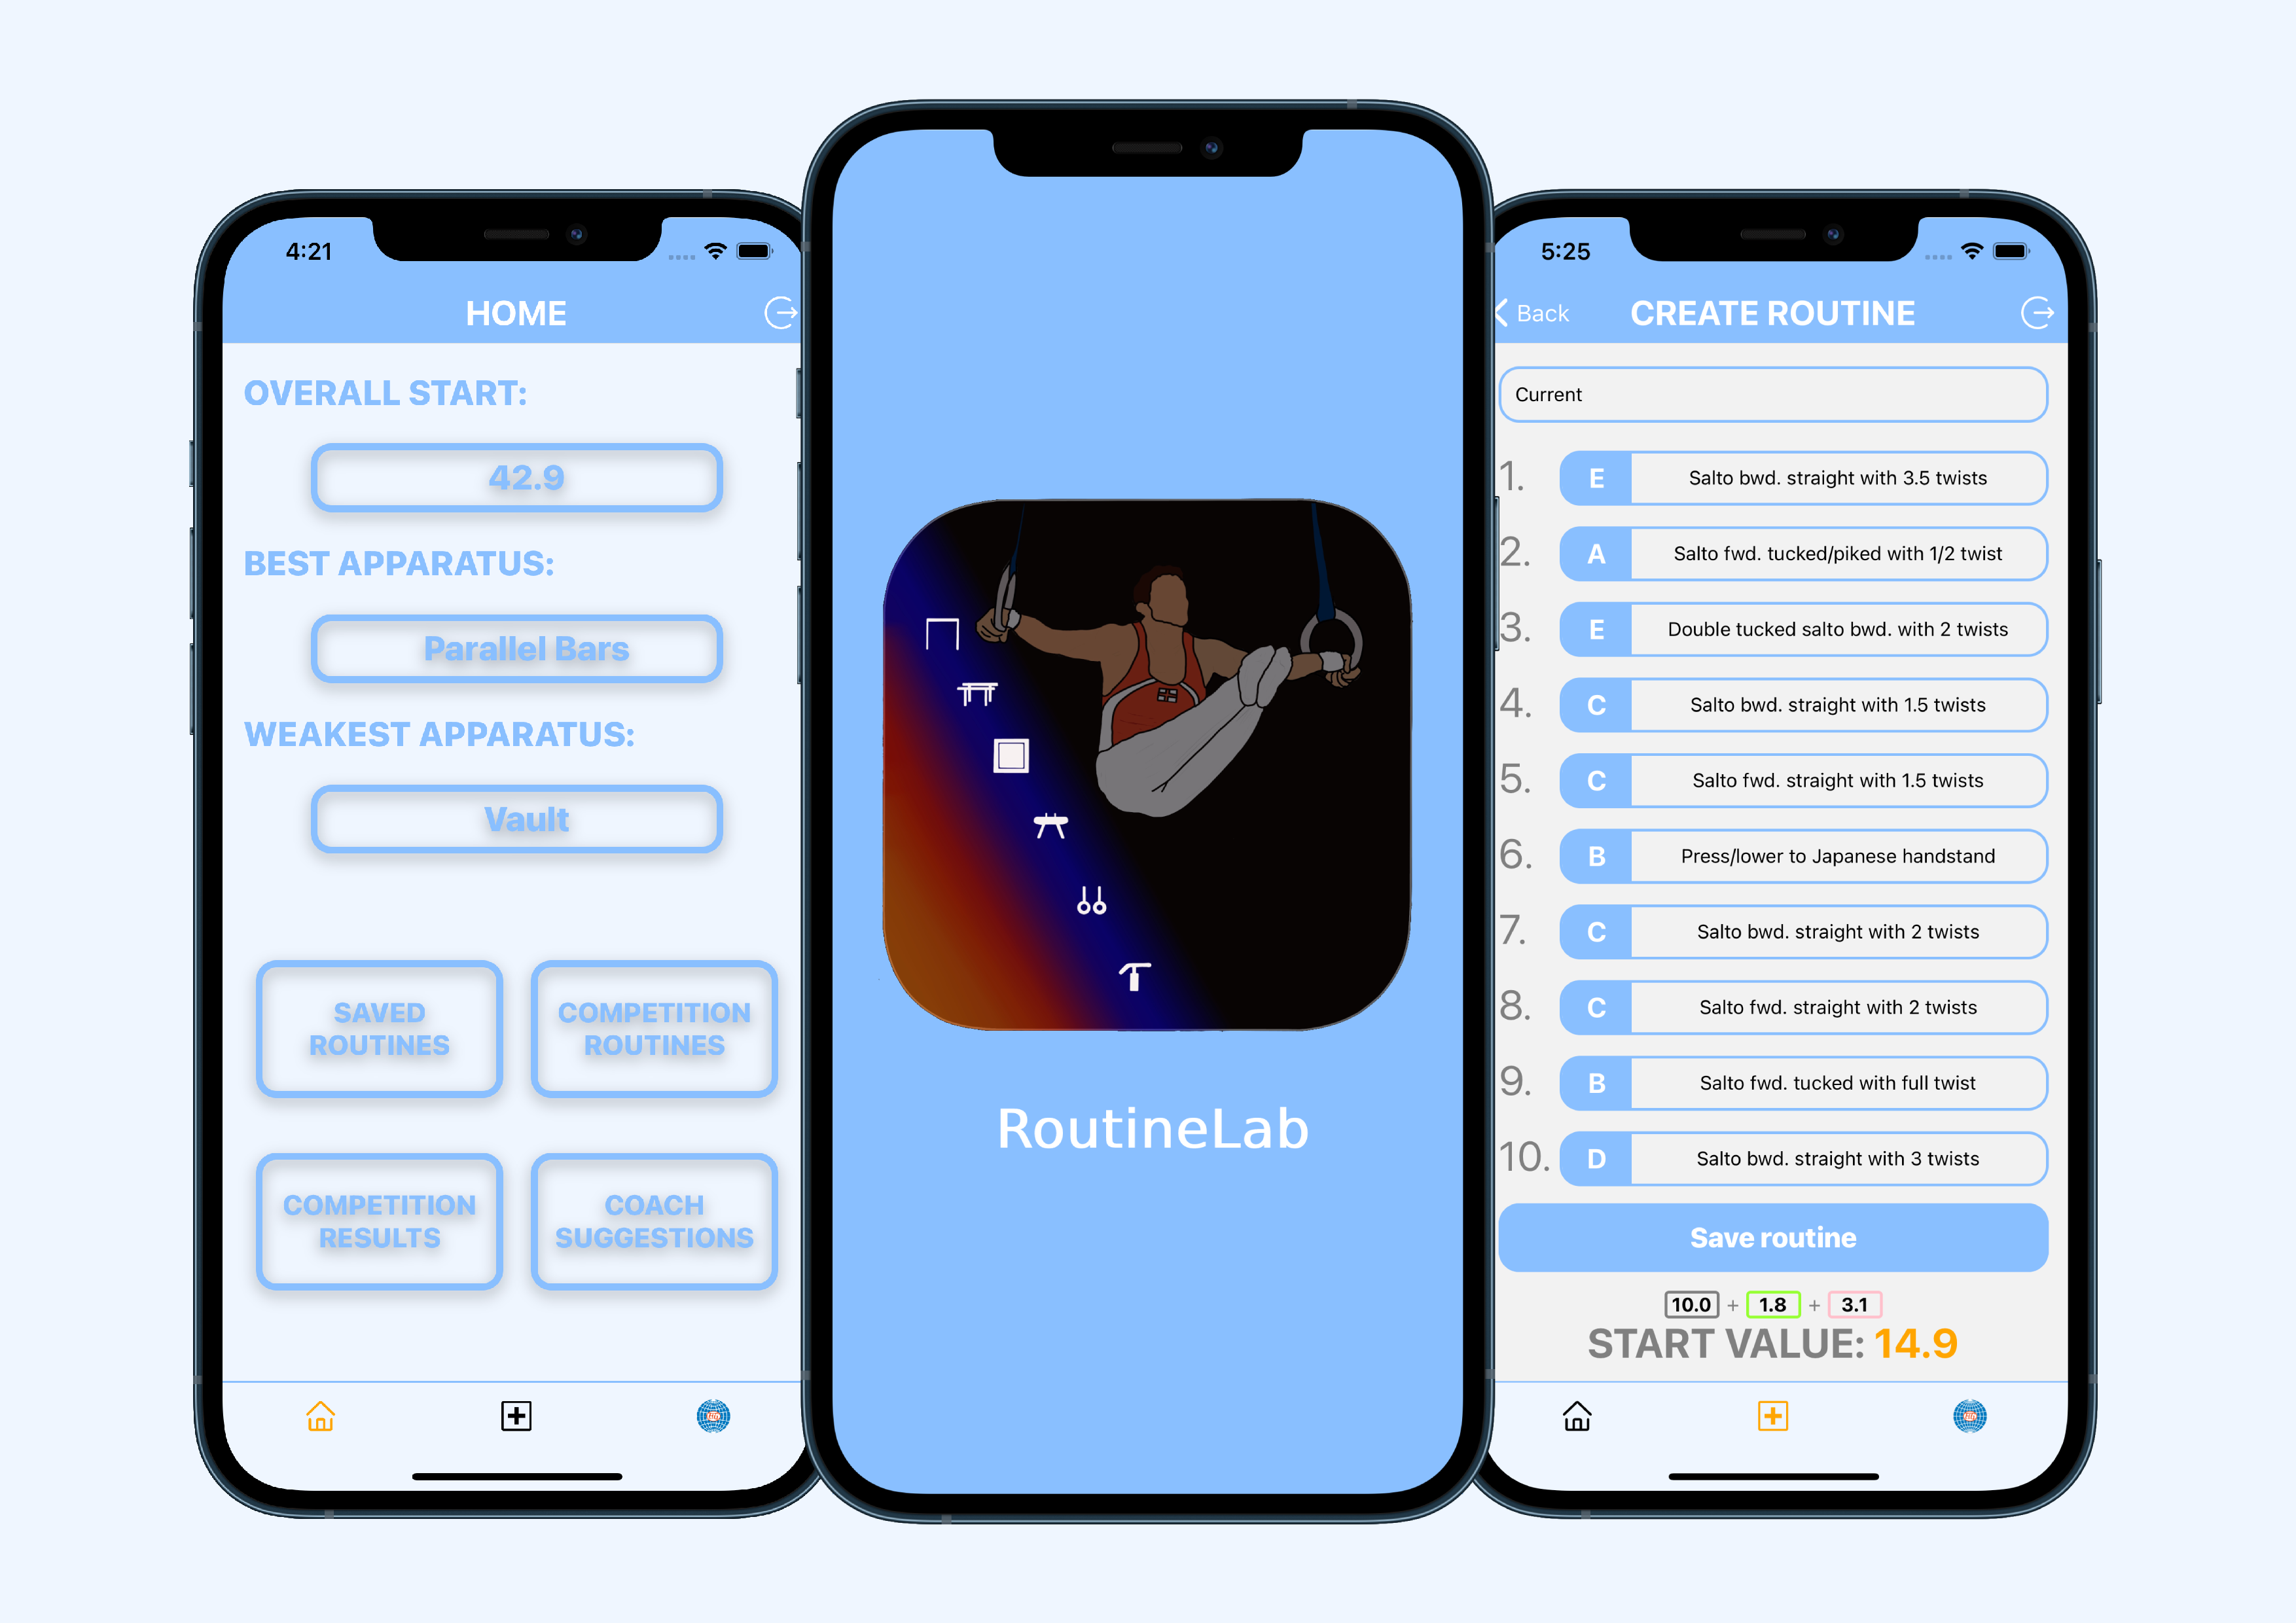 4:21
HOME
OVERALL START:
42.9
BEST APPARATUS:
Parallel Bars
WEAKEST APPARATUS:
Vault
SAVED
ROUTINES
COMPETITION
ROUTINES
COMPETITION
RESULTS
COACH
SUGGESTIONS
RoutineLab
5:25
Back
CREATE ROUTINE
Current
1. E Salto bwd. straight with 3.5 twists
2. A Salto fwd. tucked/piked with 1/2 twist
3. E Double tucked salto bwd. with 2 twists
4. C Salto bwd. straight with 1.5 twists
5. C Salto fwd. straight with 1.5 twists
6. B Press/lower to Japanese handstand
7. C Salto bwd. straight with 2 twists
8. C Salto fwd. straight with 2 twists
9. B Salto fwd. tucked with full twist
10. D Salto bwd. straight with 3 twists
Save routine
10.0 + 1.8 + 3.1
START VALUE: 14.9